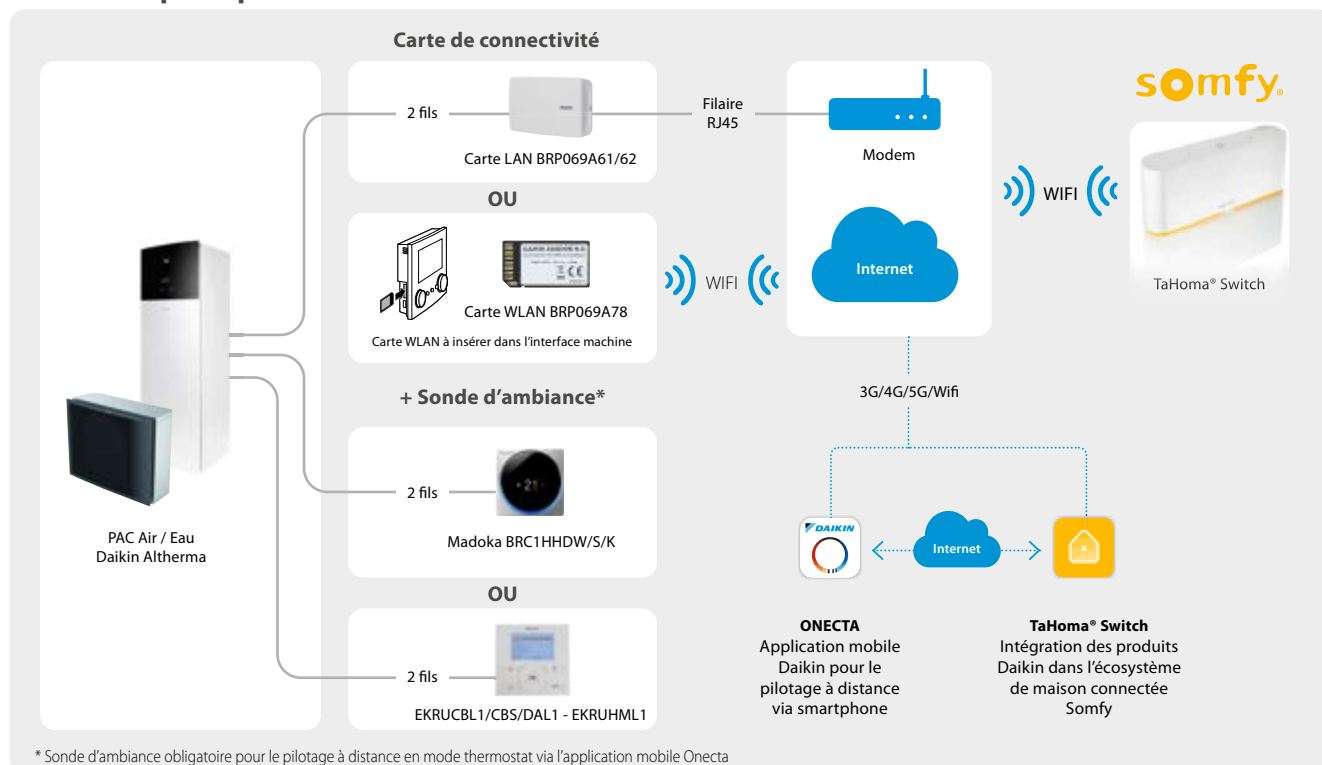 Carte de connectivité
2 fils
Carte LAN BRP069A61/62
Filaire
RJ45
Modem
somfy®
WIFI
TaHoma® Switch
OU
Carte WLAN BRP069A78
Carte WLAN à insérer dans l'interface machine
WIFI
Internet
3G/4G/5G/Wifi
+ Sonde d'ambiance*
2 fils
21
Madoka BRC1HHDW/S/K
PAC Air / Eau
Daikin Altherma
OU
2 fils
EKRUCBL1/CBS/DAL1 - EKRUHML1
DAIKIN
Internet
ONECTA
Application mobile
Daikin pour le
pilotage à distance
via smartphone
TaHoma® Switch
Intégration des produits
Daikin dans l'écosystème
de maison connectée
Somfy
* Sonde d'ambiance obligatoire pour le pilotage à distance en mode thermostat via l'application mobile Onecta